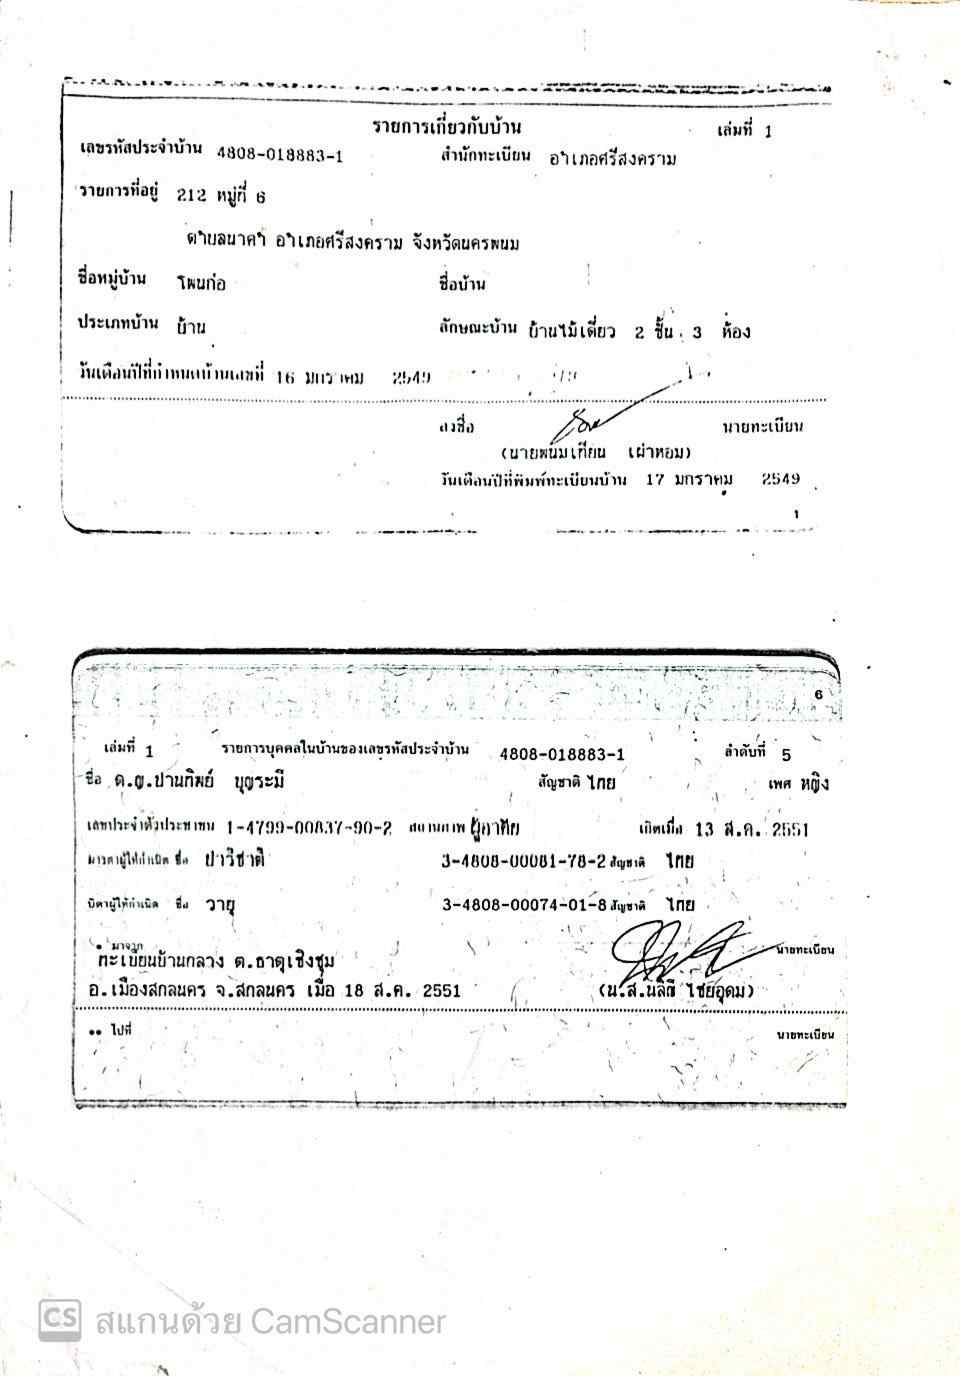 รายการเกี่ยวกับบ้าน เล่มที่ 1
เลขรหัสประจำบ้าน 4808-018883-1 สำนักทะเบียน อำเภอศรีสงคราม
รายการที่อยู่ 212 หมู่ที่ 6
ตำบลนาคำ อำเภอศรีสงคราม จังหวัดนครพนม
ชื่อหมู่บ้าน โพนก่อ ชื่อบ้าน
ประเภทบ้าน บ้าน ลักษณะบ้าน บ้านไม้เดี่ยว 2 ชั้น 3 ห้อง
วันเดือนปีที่กำหนดบ้านเลขที่ 16 มกราคม 2549
ลงชื่อ นายทะเบียน
(นายพนมเทียน เผ่าหอม)
วันเดือนปีที่พิมพ์ทะเบียนบ้าน 17 มกราคม 2549
1
6
เล่มที่ 1 รายการบุคคลในบ้านของเลขรหัสประจำบ้าน 4808-018883-1 ลำดับที่ 5
ชื่อ ด.ญ.ปานทิพย์ บุญระมี สัญชาติ ไทย เพศ หญิง
เลขประจำตัวประชาชน 1-4799-00837-90-2 สถานภาพ ผู้อาศัย เกิดเมื่อ 13 ส.ค. 2551
มารดาผู้ให้กำเนิด ชื่อ ปาวิชาติ 3-4808-00081-78-2 สัญชาติ ไทย
บิดาผู้ให้กำเนิด ชื่อ วายุ 3-4808-00074-01-8 สัญชาติ ไทย
* มาจาก นายทะเบียน
ทะเบียนบ้านกลาง ต.ธาตุเชิงชุม
อ.เมืองสกลนคร จ.สกลนคร เมื่อ 18 ส.ค. 2551 (น.ส.นลินี ไชยอุดม)
** ไปที่ นายทะเบียน
CS สแกนด้วย CamScanner